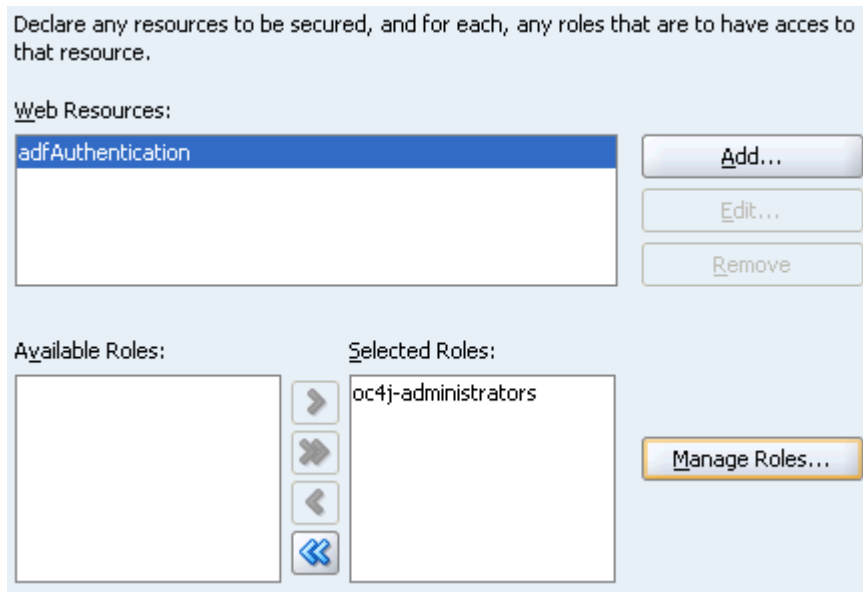 Declare any resources to be secured, and for each, any roles that are to have acces to
that resource.
Web Resources:
adfAuthentication
Add...
Edit...
Remove
Available Roles:
Selected Roles:
oc4j-administrators
Manage Roles...